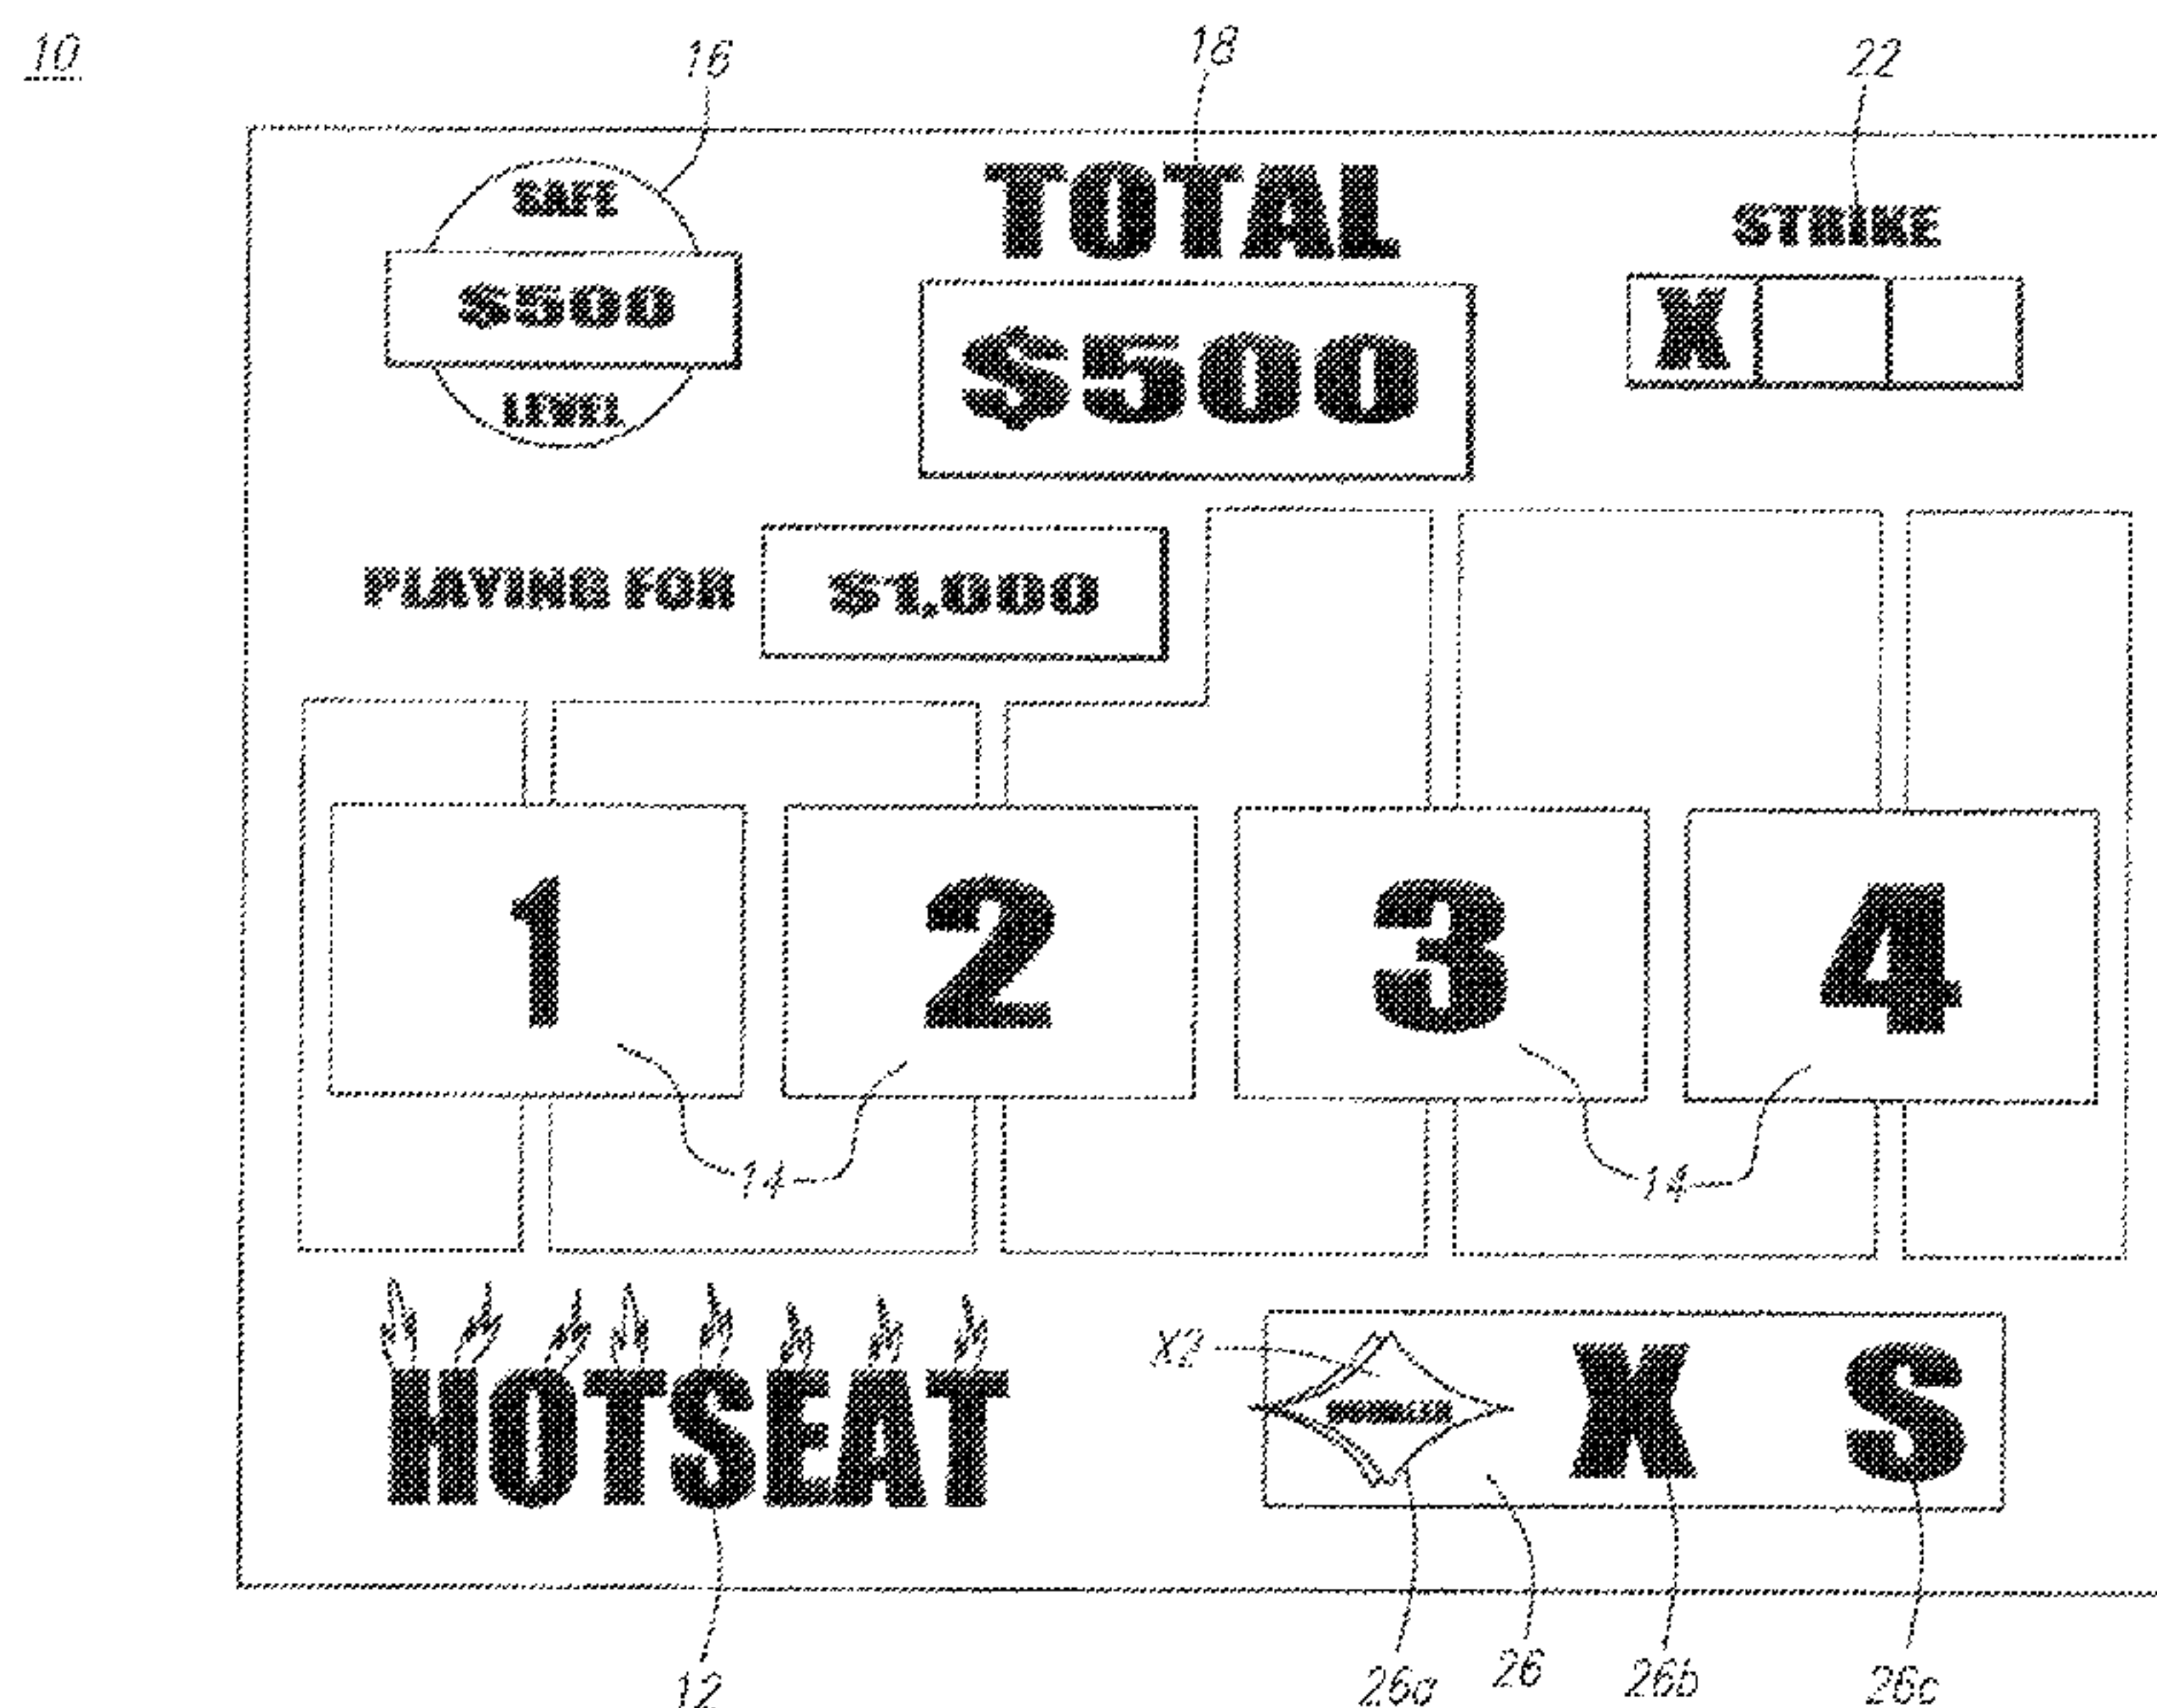 10
16
18
22
SAFE
$500
LEVEL
TOTAL
$500
STRIKE
X
PLAYING FOR $1,000
1 2 3 4
14 14
HOTSEAT
X2
DOUBLER X S
12 26a 26 26b 26c